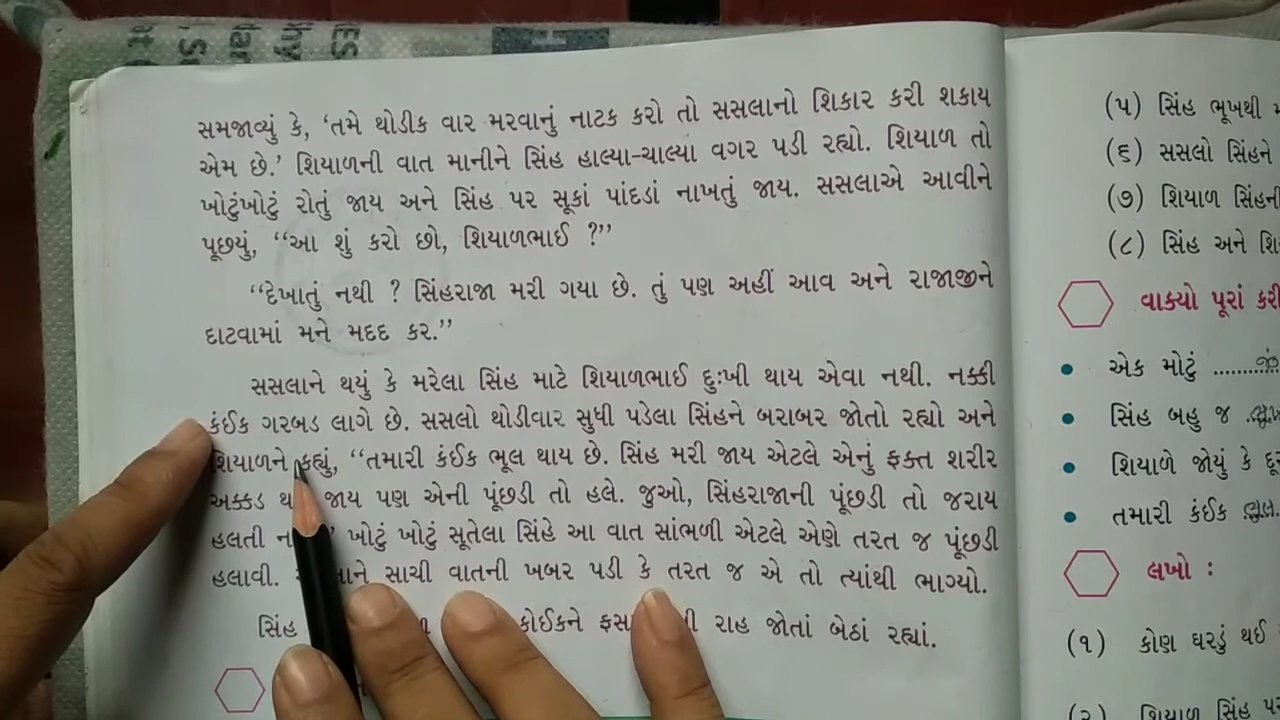 સમજાવ્યું કે, ‘તમે થોડીક વાર મરવાનું નાટક કરો તો સસલાનો શિકાર કરી શકાય
એમ છે.’ શિયાળની વાત માનીને સિંહ હાલ્યા-ચાલ્યા વગર પડી રહ્યો. શિયાળ તો
ખોટુંખોટું રોતું જાય અને સિંહ પર સૂકાં પાંદડાં નાખતું જાય. સસલાએ આવીને
પૂછયું, “આ શું કરો છો, શિયાળભાઈ ?”
“દેખાતું નથી ? સિંહરાજા મરી ગયા છે. તું પણ અહીં આવ અને રાજાજીને
દાટવામાં મને મદદ કર.”
સસલાને થયું કે મરેલા સિંહ માટે શિયાળભાઈ દુઃખી થાય એવા નથી. નક્કી
કંઈક ગરબડ લાગે છે. સસલો થોડીવાર સુધી પડેલા સિંહને બરાબર જોતો રહ્યો અને
શિયાળને કહ્યું, “તમારી કંઈક ભૂલ થાય છે. સિંહ મરી જાય એટલે એનું ફક્ત શરીર
અક્કડ જાય પણ એની પૂંછડી તો હલે. જુઓ, સિંહરાજાની પૂંછડી તો જરાય
હલતી ખોટું ખોટું સૂતેલા સિંહે આ વાત સાંભળી એટલે એણે તરત જ પૂંછડી
હલાવી. સાચી વાતની ખબર પડી કે તરત જ એ તો ત્યાંથી ભાગ્યો.
સિંહ કોઈકને રાહ જોતાં બેઠાં રહ્યાં.
(૫) સિંહ ભૂખથી
(૬) સસલો સિંહને
(૭) શિયાળ
(૮) સિંહ અને
વાક્યો પૂરાં
• એક મોટું
• સિંહ બહુ જ
• શિયાળે જોયું કે
• તમારી કંઈક ભૂલ
લખો :
(૧) કોણ ઘરડું થઈ
(૨) શિયાળ સિંહ